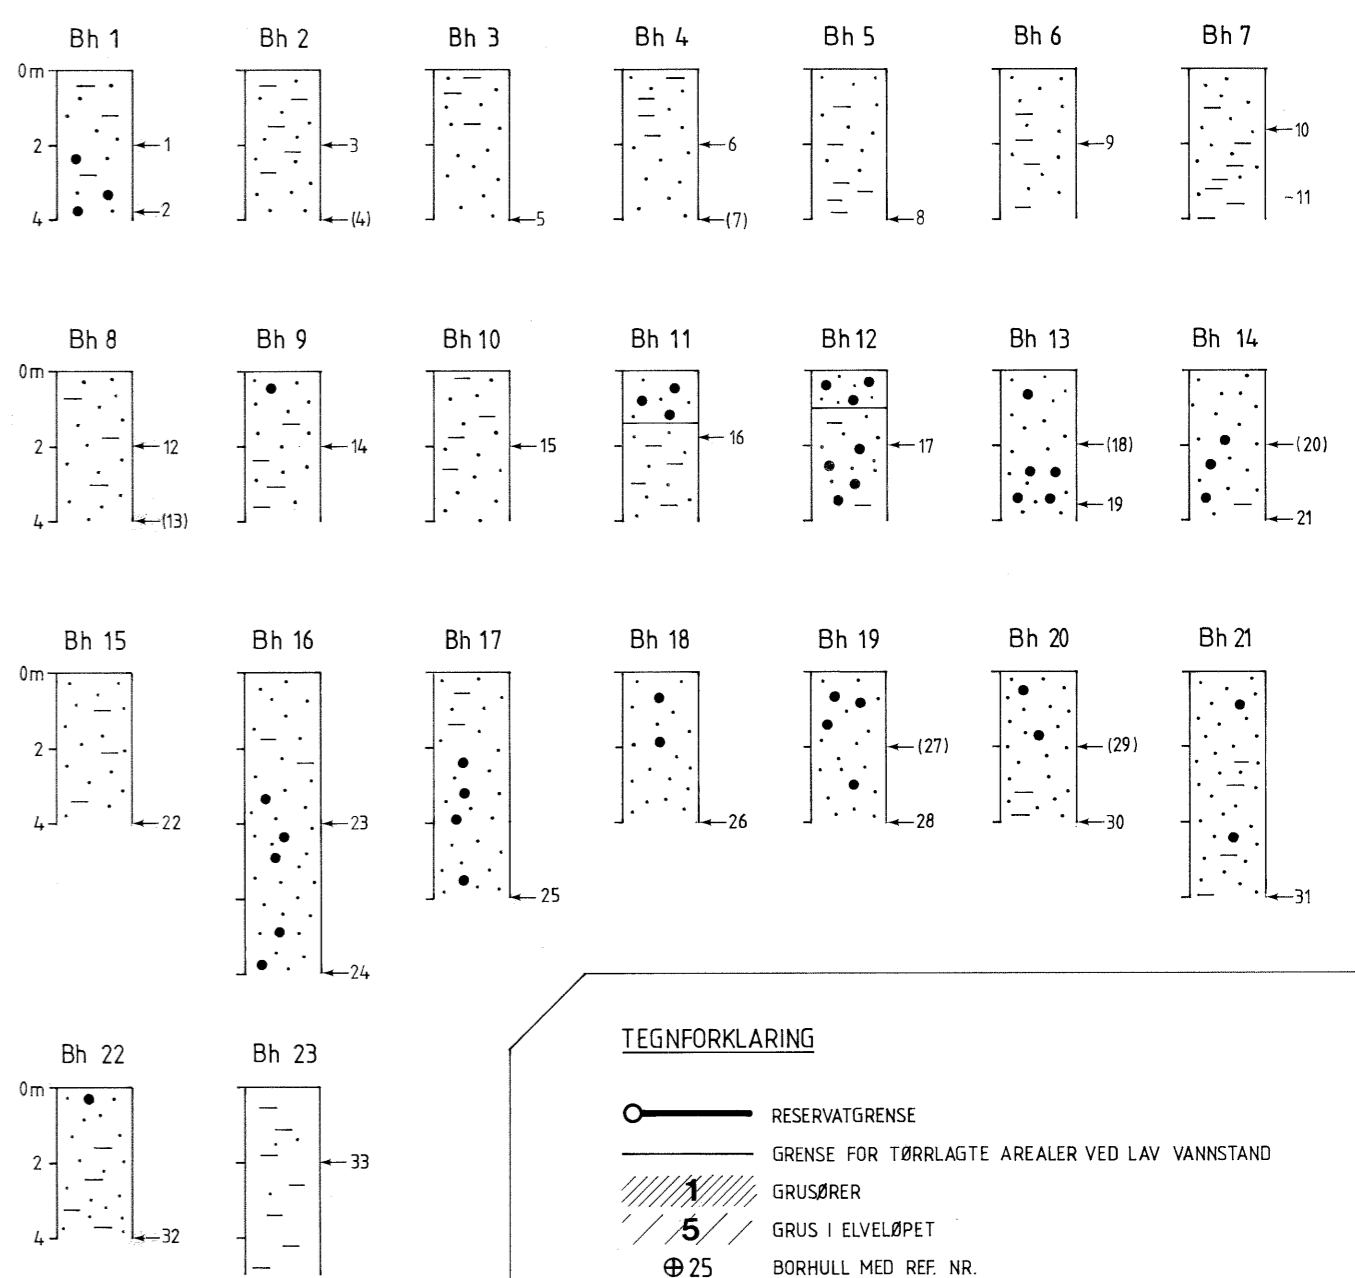 Bh 1 Bh 2 Bh 3 Bh 4 Bh 5 Bh 6 Bh 7
0m
10
2 1 3 6 9
~11
4 2 (4) 5 (7) 8
Bh 8 Bh 9 Bh 10 Bh 11 Bh 12 Bh 13 Bh 14
0m
16
2 12 14 15 17 (18) (20)
19
4 (13) 21
Bh 15 Bh 16 Bh 17 Bh 18 Bh 19 Bh 20 Bh 21
0m
2 (27) (29)
4 22 23 26 28 30
25 31
24
TEGNFORKLARING
Bh 22 Bh 23
0m
RESERVATGRENSE
GRENSE FOR TØRRLAGTE AREALER VED LAV VANNSTAND
2 33
1 GRUSØRER
5 GRUS I ELVELØPET
4 32
25 BORHULL MED REF. NR.